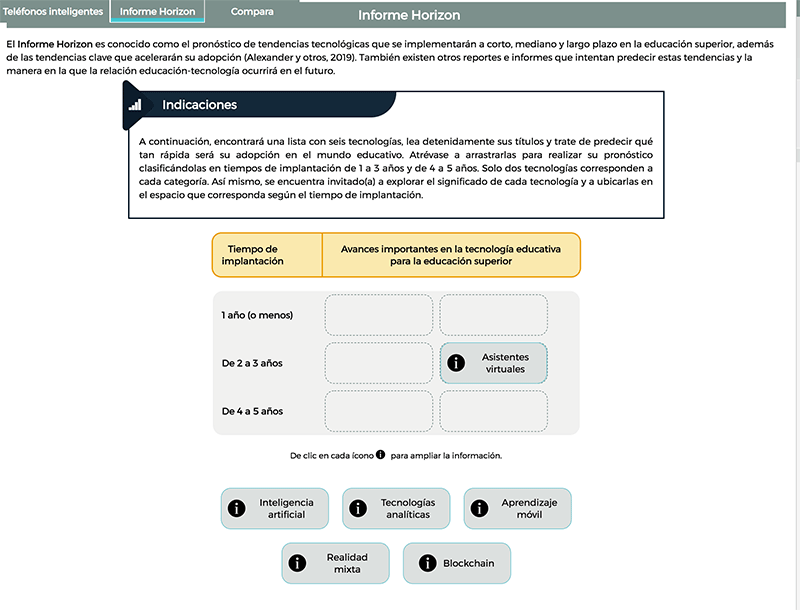 Teléfonos inteligentes
Informe Horizon
Compara
Informe Horizon
El Informe Horizon es conocido como el pronóstico de tendencias tecnológicas que se implementarán a corto, mediano y largo plazo en la educación superior, además
de las tendencias clave que acelerarán su adopción (Alexander y otros, 2019). También existen otros reportes e informes que intentan predecir estas tendencias y la
manera en la que la relación educación-tecnología ocurrirá en el futuro.
Indicaciones
A continuación, encontrará una lista con seis tecnologías, lea detenidamente sus títulos y trate de predecir qué
tan rápida será su adopción en el mundo educativo. Atrévase a arrastrarlas para realizar su pronóstico
clasificándolas en tiempos de implantación de 1 a 3 años y de 4 a 5 años. Solo dos tecnologías corresponden a
cada categoría. Así mismo, se encuentra invitado(a) a explorar el significado de cada tecnología y a ubicarlas en
el espacio que corresponda según el tiempo de implantación.
Tiempo de
implantación
Avances importantes en la tecnología educativa
para la educación superior
1 año (o menos)
De 2 a 3 años
Asistentes
virtuales
De 4 a 5 años
De clic en cada ícono i para ampliar la información.
Inteligencia
artificial
Tecnologías
analíticas
Aprendizaje
móvil
Realidad
mixta
Blockchain